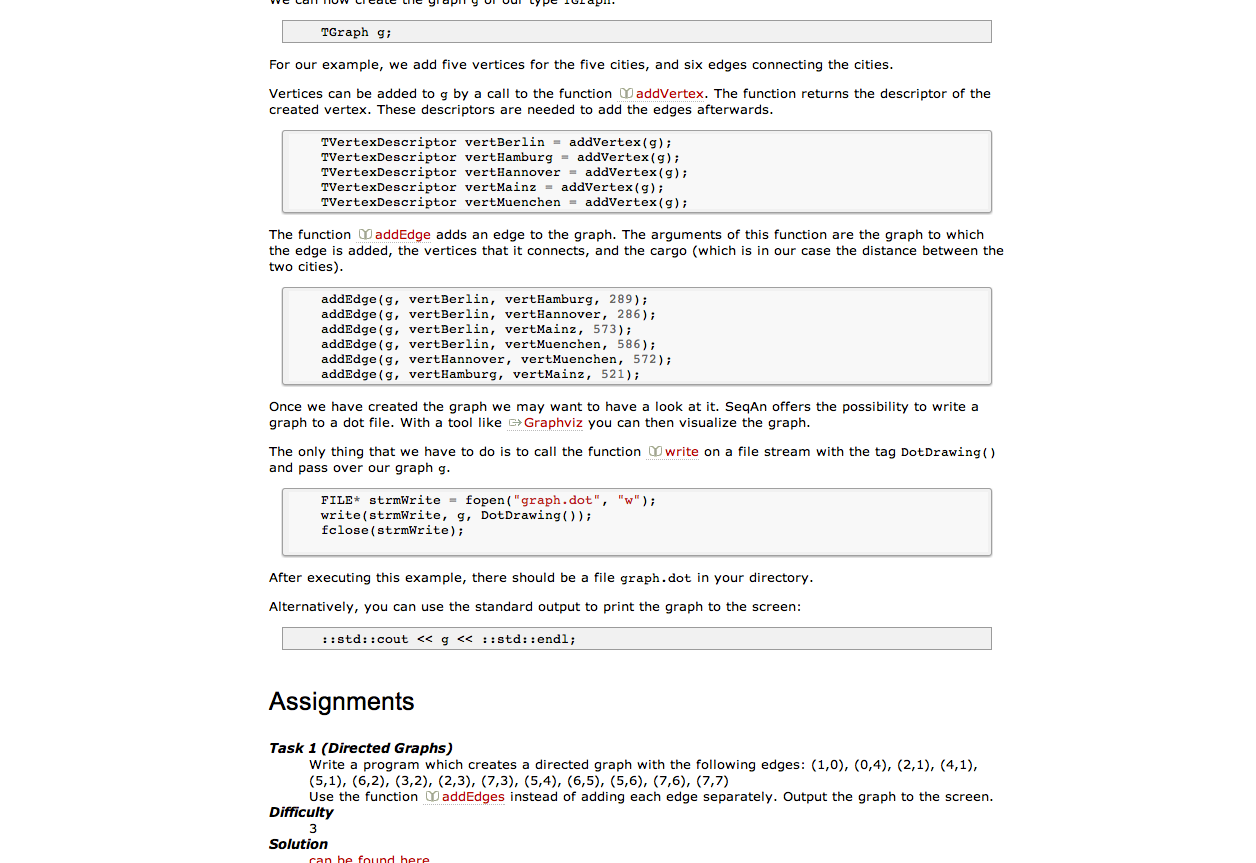 We can now create the graph g of our type TGraph.
TGraph g;
For our example, we add five vertices for the five cities, and six edges connecting the cities.
Vertices can be added to g by a call to the function addVertex. The function returns the descriptor of the
created vertex. These descriptors are needed to add the edges afterwards.
TVertexDescriptor vertBerlin = addVertex(g);
TVertexDescriptor vertHamburg = addVertex(g);
TVertexDescriptor vertHannover = addVertex(g);
TVertexDescriptor vertMainz = addVertex(g);
TVertexDescriptor vertMuenchen = addVertex(g);
The function addEdge adds an edge to the graph. The arguments of this function are the graph to which
the edge is added, the vertices that it connects, and the cargo (which is in our case the distance between the
two cities).
addEdge(g, vertBerlin, vertHamburg, 289);
addEdge(g, vertBerlin, vertHannover, 286);
addEdge(g, vertBerlin, vertMainz, 573);
addEdge(g, vertBerlin, vertMuenchen, 586);
addEdge(g, vertHannover, vertMuenchen, 572);
addEdge(g, vertHamburg, vertMainz, 521);
Once we have created the graph we may want to have a look at it. SeqAn offers the possibility to write a
graph to a dot file. With a tool like Graphviz you can then visualize the graph.
The only thing that we have to do is to call the function write on a file stream with the tag DotDrawing()
and pass over our graph g.
FILE* strmWrite = fopen("graph.dot", "w");
write(strmWrite, g, DotDrawing());
fclose(strmWrite);
After executing this example, there should be a file graph.dot in your directory.
Alternatively, you can use the standard output to print the graph to the screen:
::std::cout << g << ::std::endl;
Assignments
Task 1 (Directed Graphs)
Write a program which creates a directed graph with the following edges: (1,0), (0,4), (2,1), (4,1),
(5,1), (6,2), (3,2), (2,3), (7,3), (5,4), (6,5), (5,6), (7,6), (7,7)
Use the function addEdges instead of adding each edge separately. Output the graph to the screen.
Difficulty
3
Solution
can be found here